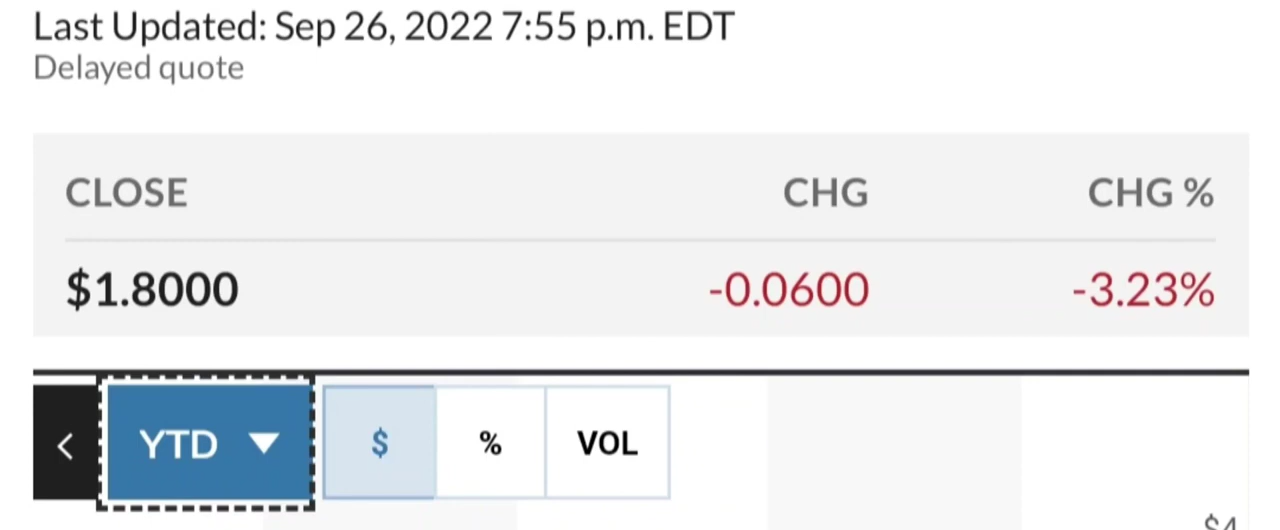 Last Updated: Sep 26, 2022 7:55 p.m. EDT
Delayed quote
CLOSE CHG CHG %
$1.8000 -0.0600 -3.23%
< YTD ▼ $ % VOL